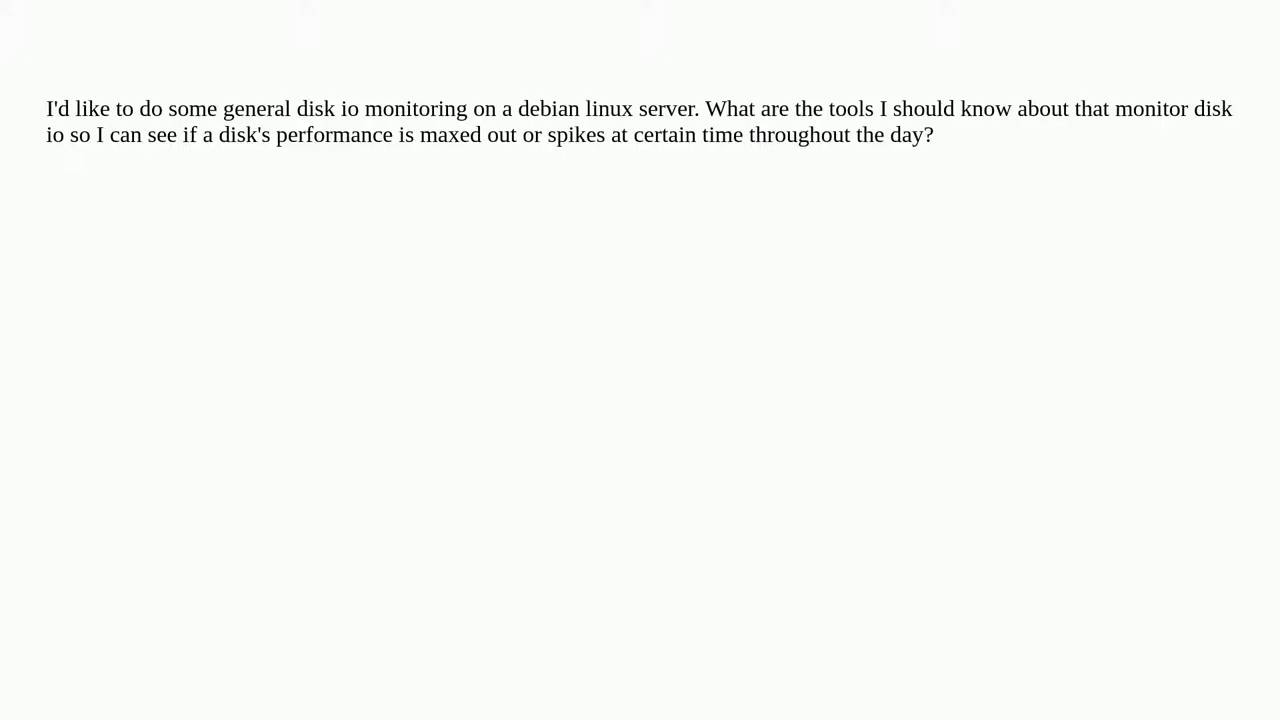 I'd like to do some general disk io monitoring on a debian linux server. What are the tools I should know about that monitor disk
io so I can see if a disk's performance is maxed out or spikes at certain time throughout the day?